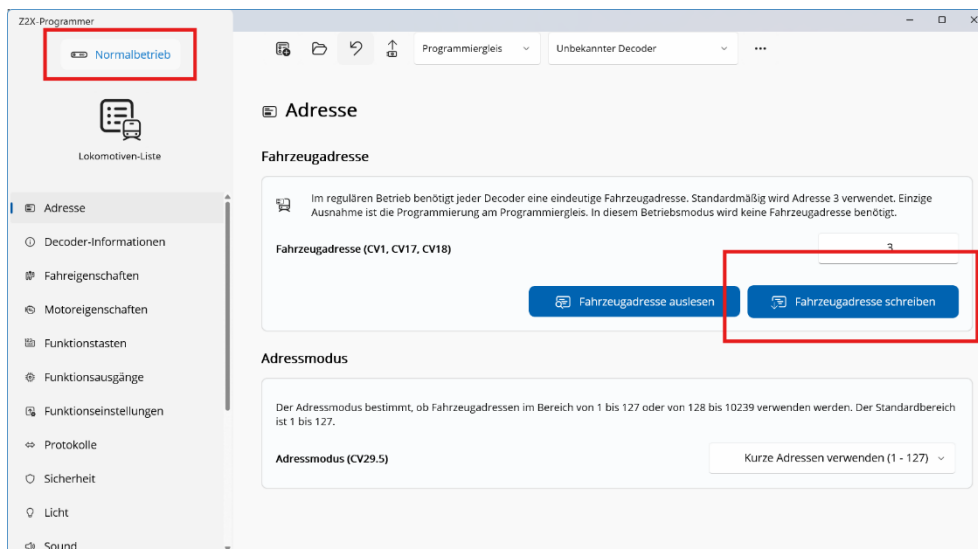 Z2X-Programmer
Normalbetrieb
Lokomotiven-Liste
Adresse
Decoder-Informationen
Fahreigenschaften
Motoreigenschaften
Funktionstasten
Funktionsausgänge
Funktionseinstellungen
Protokolle
Sicherheit
Licht
Sound
Programmiergleis
Unbekannter Decoder
Adresse
Fahrzeugadresse
Im regulären Betrieb benötigt jeder Decoder eine eindeutige Fahrzeugadresse. Standardmäßig wird Adresse 3 verwendet. Einzige
Ausnahme ist die Programmierung am Programmiergleis. In diesem Betriebsmodus wird keine Fahrzeugadresse benötigt.
Fahrzeugadresse (CV1, CV17, CV18)
3
Fahrzeugadresse auslesen
Fahrzeugadresse schreiben
Adressmodus
Der Adressmodus bestimmt, ob Fahrzeugadressen im Bereich von 1 bis 127 oder von 128 bis 10239 verwenden werden. Der Standardbereich
ist 1 bis 127.
Adressmodus (CV29.5)
Kurze Adressen verwenden (1 - 127)